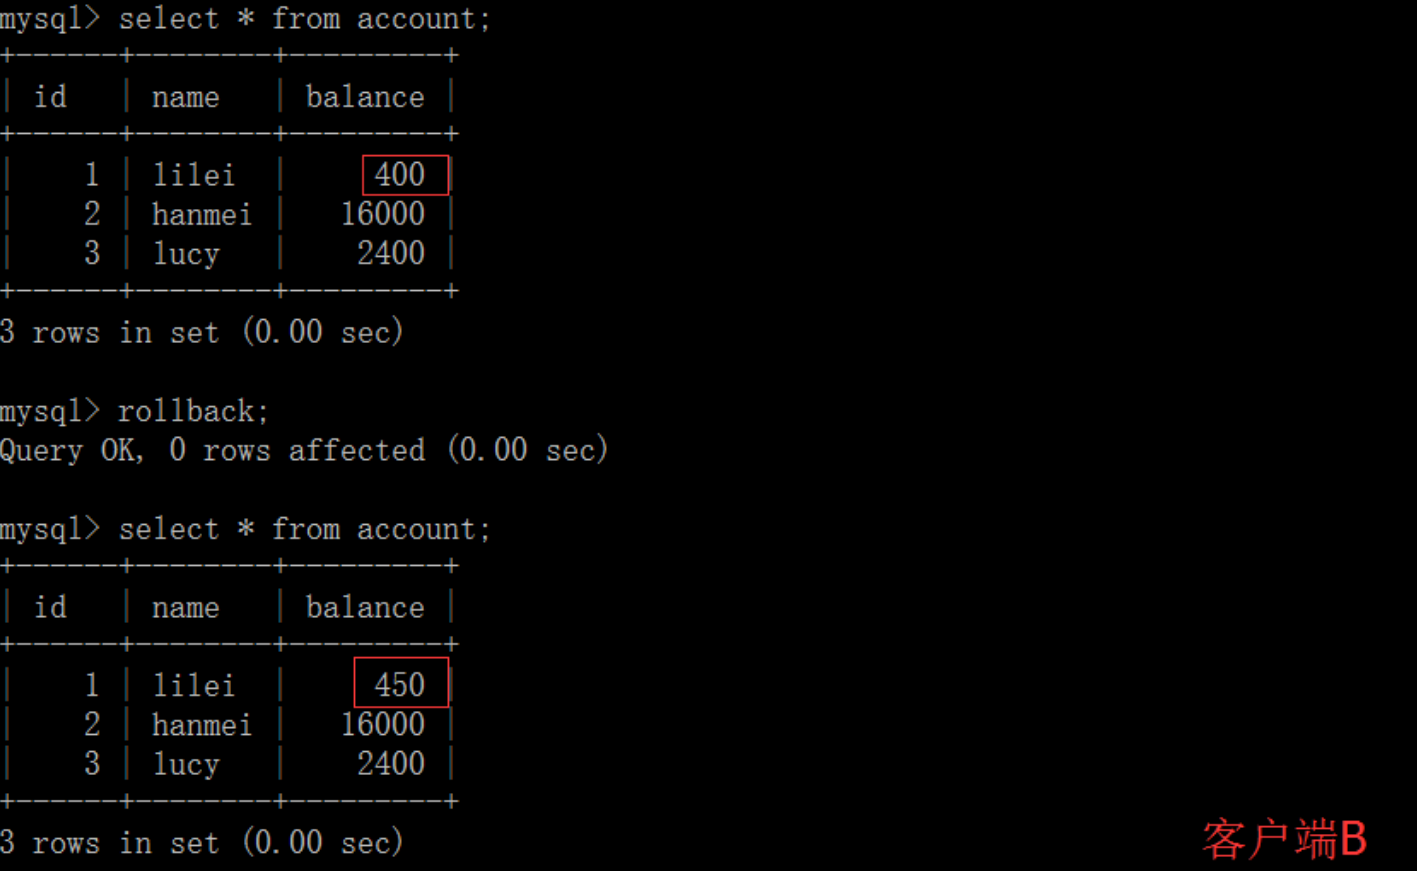 mysql> select * from account;
+------+--------+---------+
| id   | name   | balance |
+------+--------+---------+
|    1 | lilei  |     400 |
|    2 | hanmei |   16000 |
|    3 | lucy   |    2400 |
+------+--------+---------+
3 rows in set (0.00 sec)
mysql> rollback;
Query OK, 0 rows affected (0.00 sec)
mysql> select * from account;
+------+--------+---------+
| id   | name   | balance |
+------+--------+---------+
|    1 | lilei  |     450 |
|    2 | hanmei |   16000 |
|    3 | lucy   |    2400 |
+------+--------+---------+
3 rows in set (0.00 sec)
客户端B